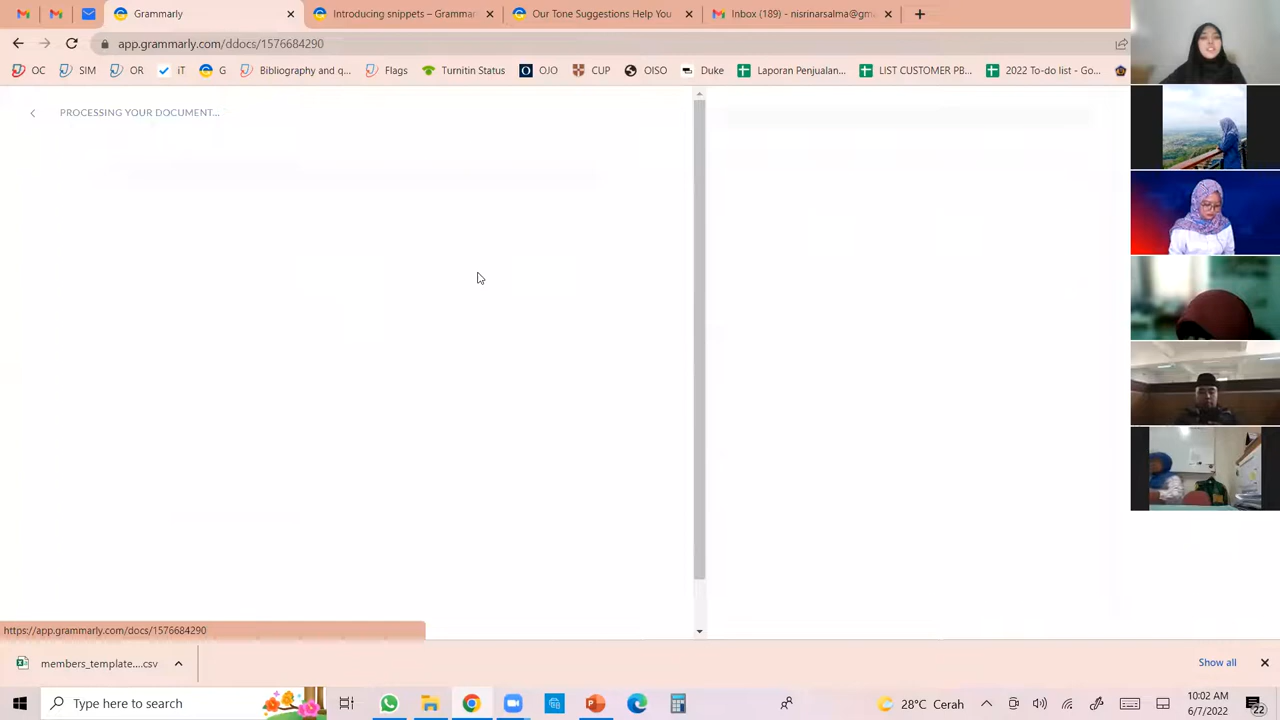 Grammarly
Introducing snippets – Grammar
Our Tone Suggestions Help You
Inbox (189) - nisrinarsalma@gm
app.grammarly.com/ddocs/1576684290
OC
SIM
OR
iT
G
Bibliography and q...
Flags
Turnitin Status
OJO
CUP
OISO
Duke
Laporan Penjualan...
LIST CUSTOMER PB...
2022 To-do list - Go...
PROCESSING YOUR DOCUMENT...
https://app.grammarly.com/docs/1576684290
members_template....csv
Show all
Type here to search
28°C Cerah
10:02 AM
6/7/2022
22